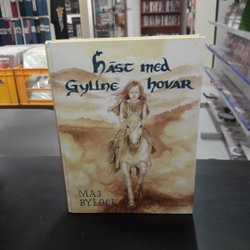 Häst med
Gyllne hovar
MAJ
BYLOCK